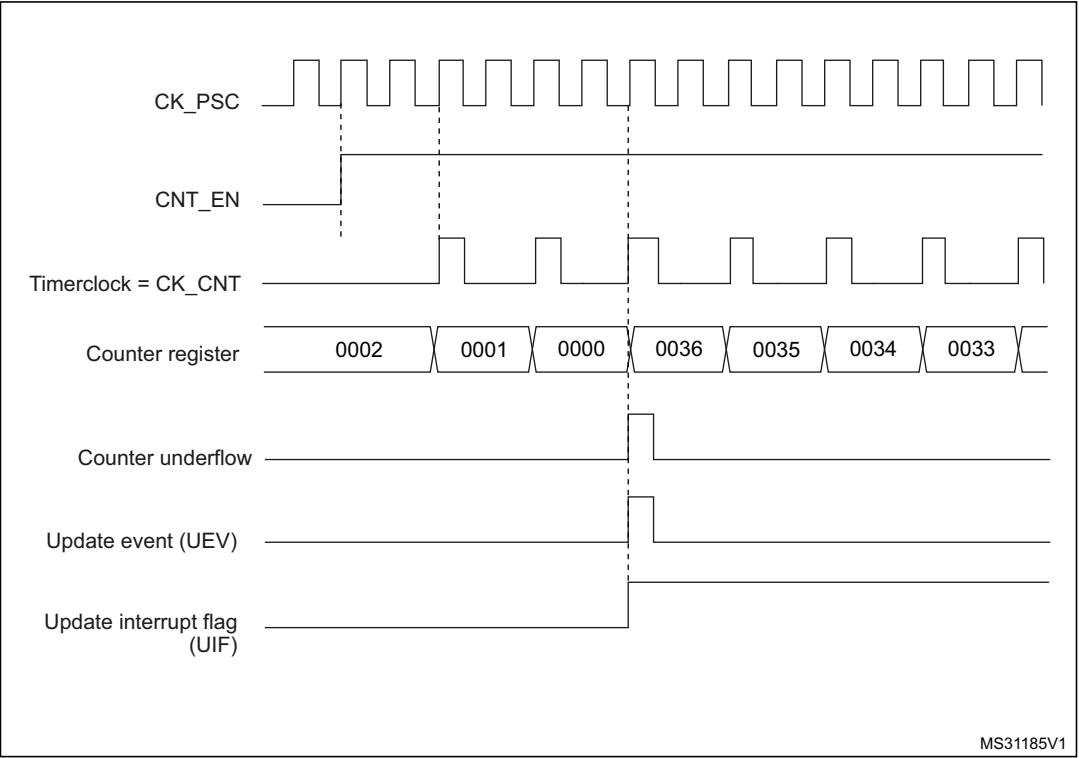 CK_PSC
CNT_EN
Timerclock = CK_CNT
Counter register 0002 0001 0000 0036 0035 0034 0033
Counter underflow
Update event (UEV)
Update interrupt flag
(UIF)
MS31185V1